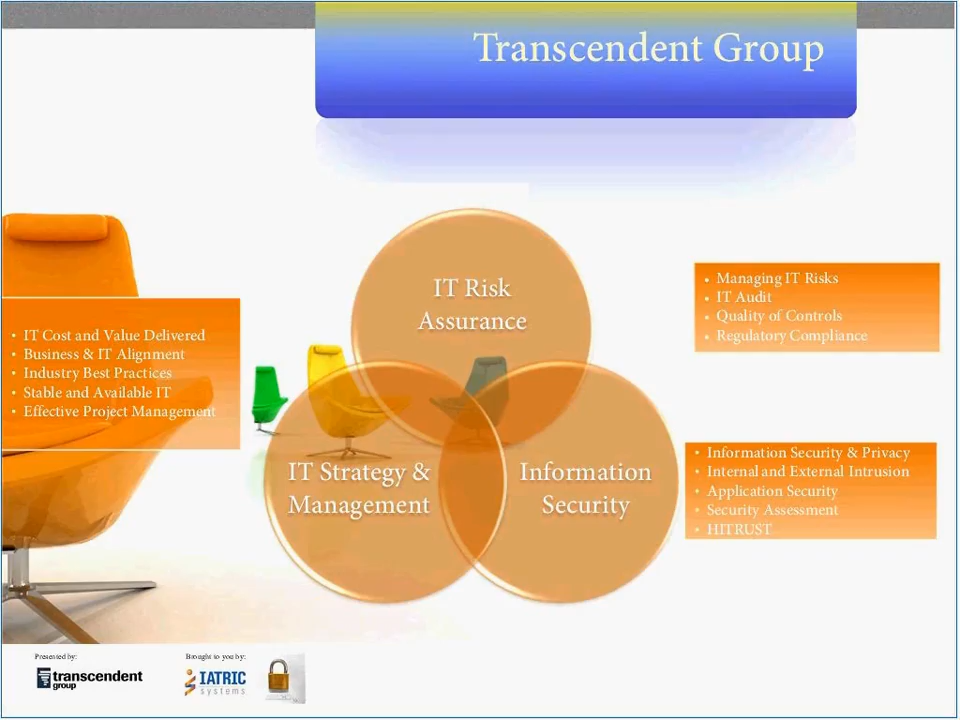 Transcendent Group
IT Risk
Assurance
• Managing IT Risks
• IT Audit
• Quality of Controls
• Regulatory Compliance
• IT Cost and Value Delivered
• Business & IT Alignment
• Industry Best Practices
• Stable and Available IT
• Effective Project Management
IT Strategy &
Management
Information
Security
• Information Security & Privacy
• Internal and External Intrusion
• Application Security
• Security Assessment
• HITRUST
Presented by:
transcendent
group
Brought to you by:
IATRIC
systems